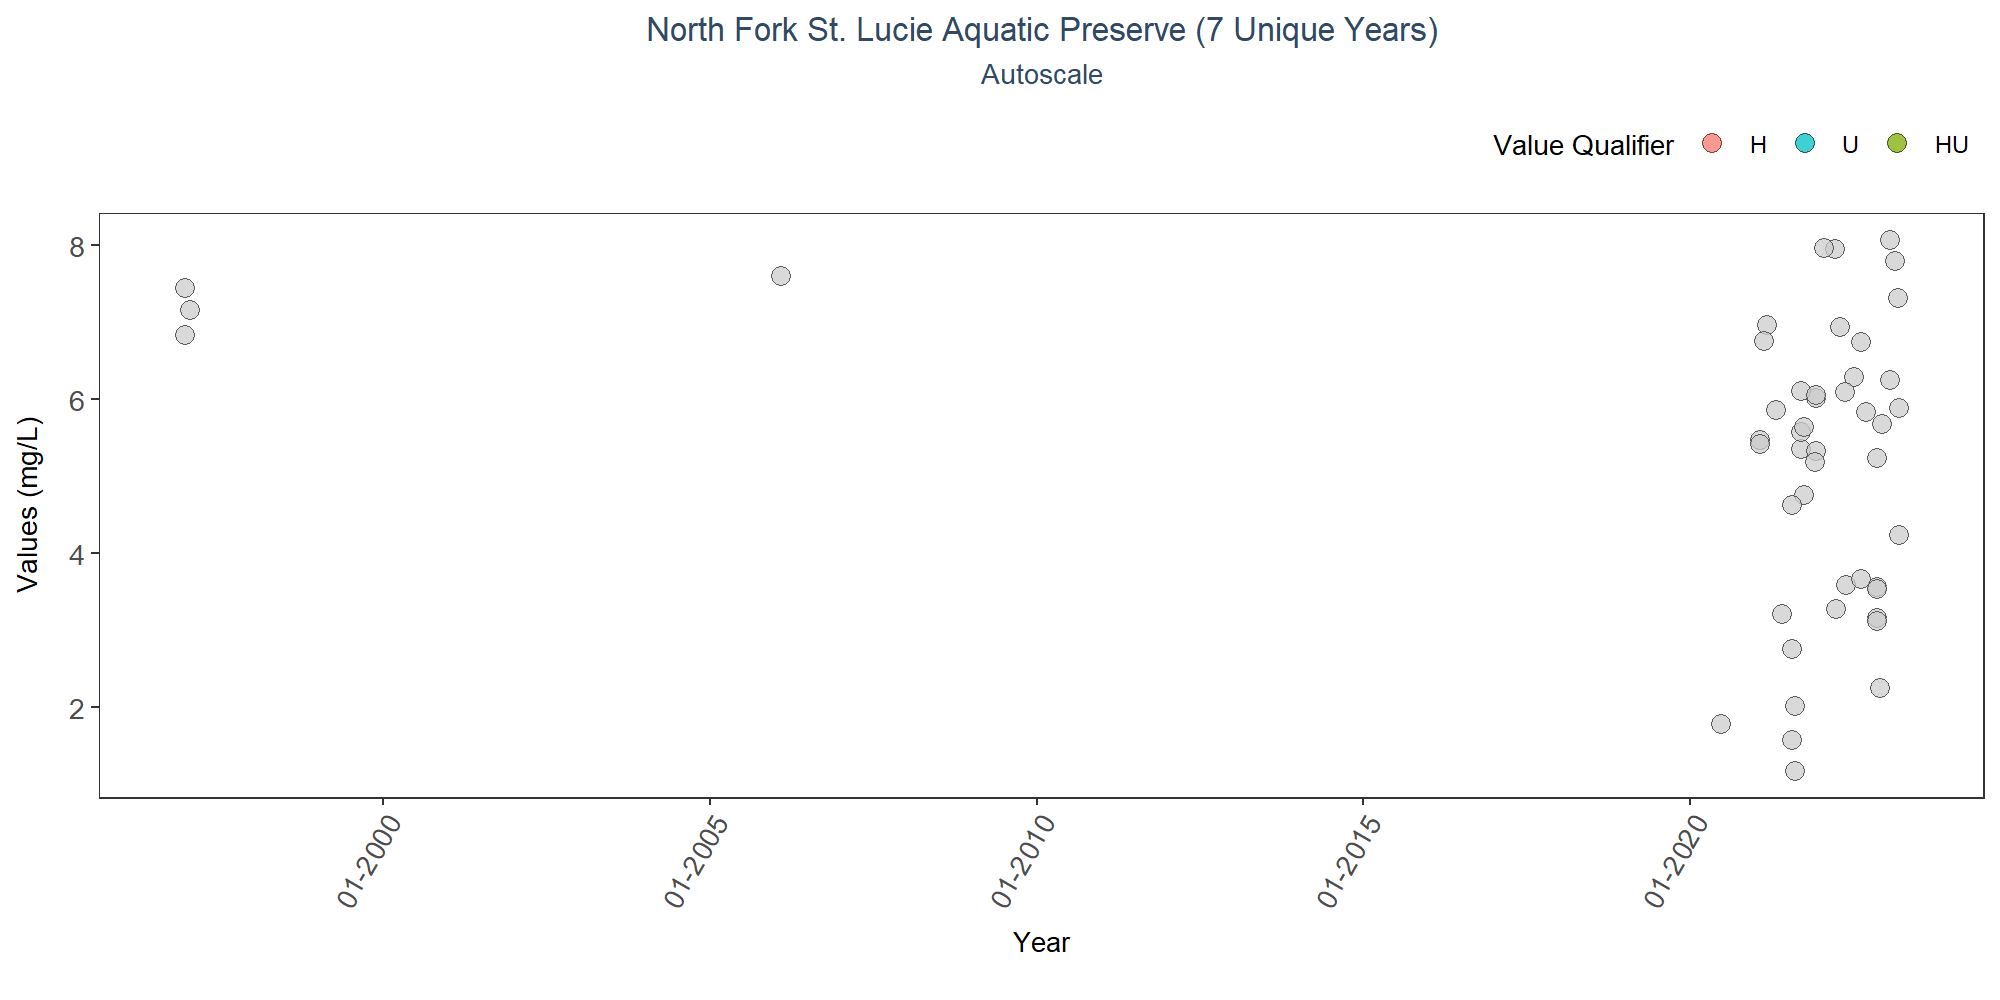 North Fork St. Lucie Aquatic Preserve (7 Unique Years)
Autoscale
Value Qualifier H U HU
8
6
4
2
Values (mg/L)
01-2000 01-2005 01-2010 01-2015 01-2020
Year